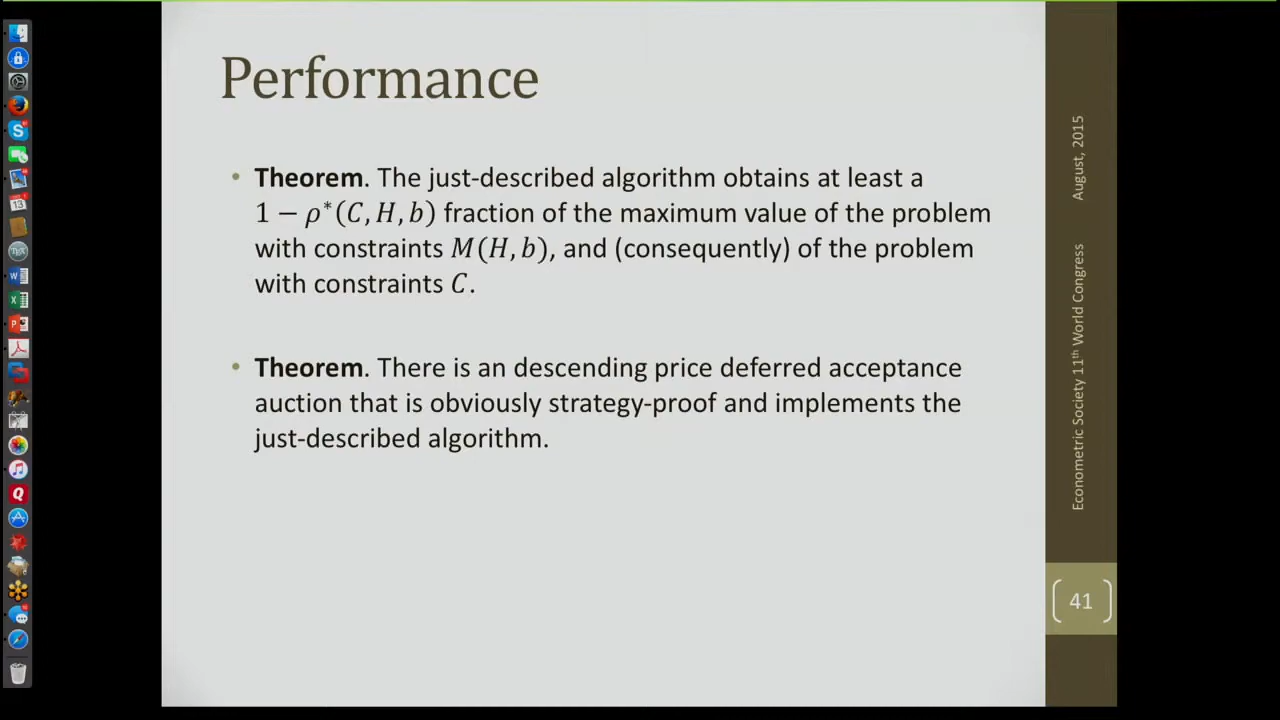 Performance
• Theorem. The just-described algorithm obtains at least a
1 − ρ*(C, H, b) fraction of the maximum value of the problem
with constraints M(H, b), and (consequently) of the problem
with constraints C.
• Theorem. There is an descending price deferred acceptance
auction that is obviously strategy-proof and implements the
just-described algorithm.
August, 2015
Econometric Society 11th World Congress
41